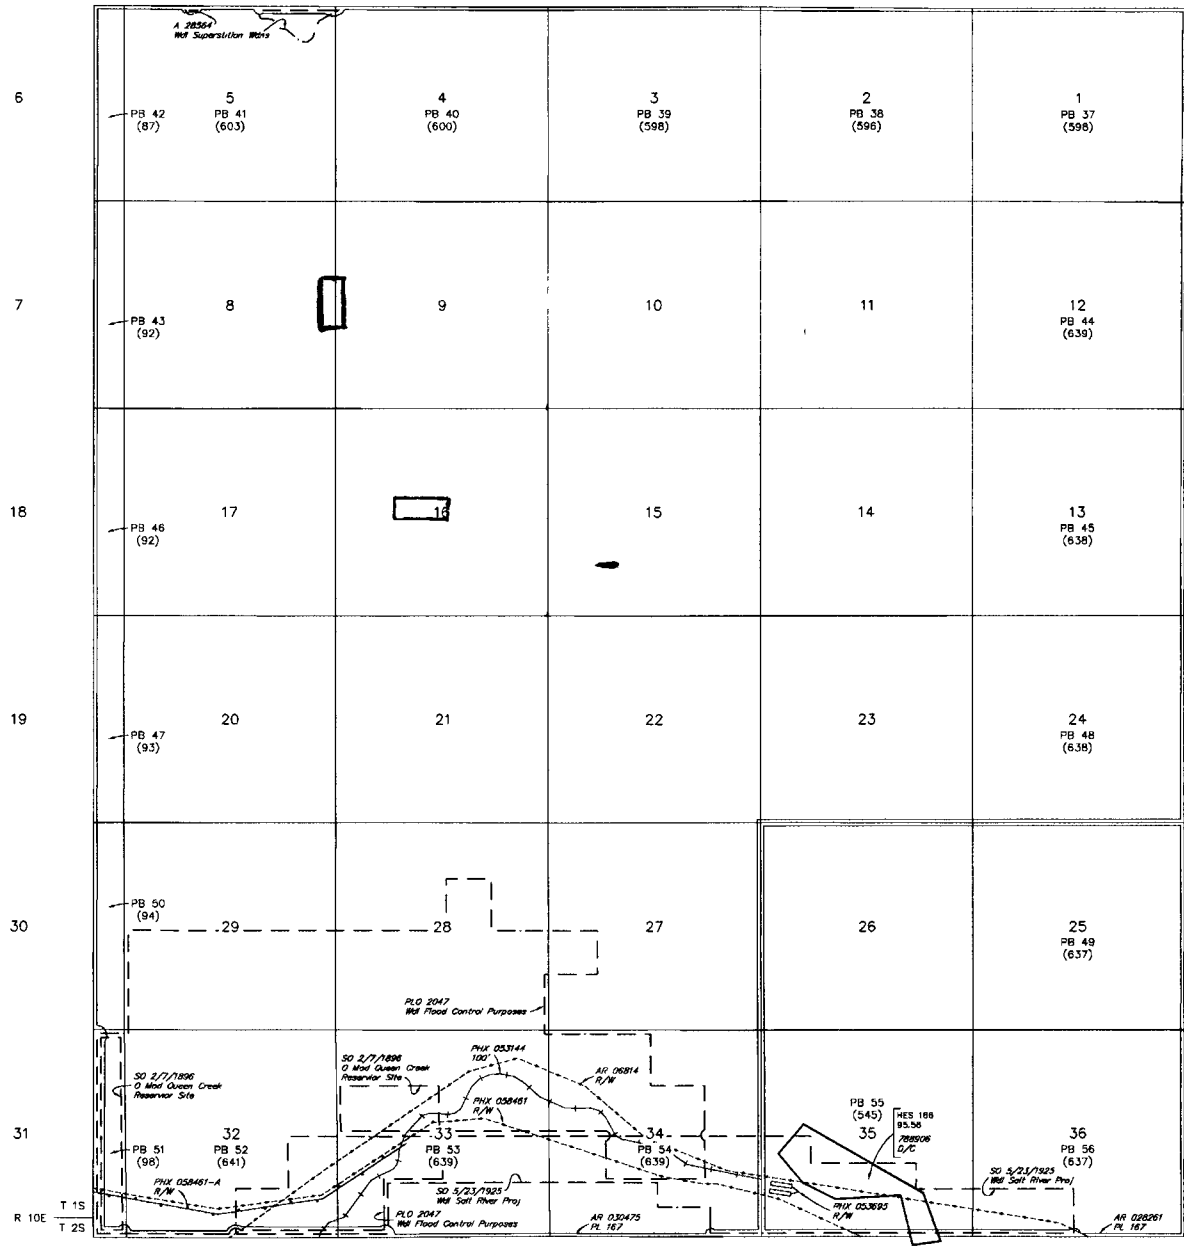 A 28564
Wdl Superstition Wdns
6
5
4
3
2
1
PB 42
(87)
PB 41
(603)
PB 40
(600)
PB 39
(598)
PB 38
(596)
PB 37
(598)
7
8
9
10
11
12
PB 43
(92)
PB 44
(639)
18
17
16
15
14
13
PB 46
(92)
PB 45
(638)
19
20
21
22
23
24
PB 47
(93)
PB 48
(638)
30
PB 50
(94)
29
28
27
26
25
PB 49
(637)
PLO 2047
Wdl Flood Control Purposes
SO 2/7/1896
O Mad Queen Creek
Reservior Site
SO 2/7/1896
O Mad Queen Creek
Reservior Site
PHX 053144
100'
AR 06814
R/W
PHX 058461
R/W
PB 55
(545)
35
HES 166
95.56
788906
O/C
31
32
33
34
36
PB 51
(98)
PB 52
(641)
PB 53
(639)
PB 54
(639)
PB 56
(637)
PHX 058461-A
R/W
SO 5/23/1925
Wdl Salt River Proj
SO 5/23/1925
Wdl Salt River Proj
PHX 053695
R/W
T 1S
R 10E
T 2S
PLO 2047
Wdl Flood Control Purposes
AR 030475
PL 167
AR 028261
PL 167